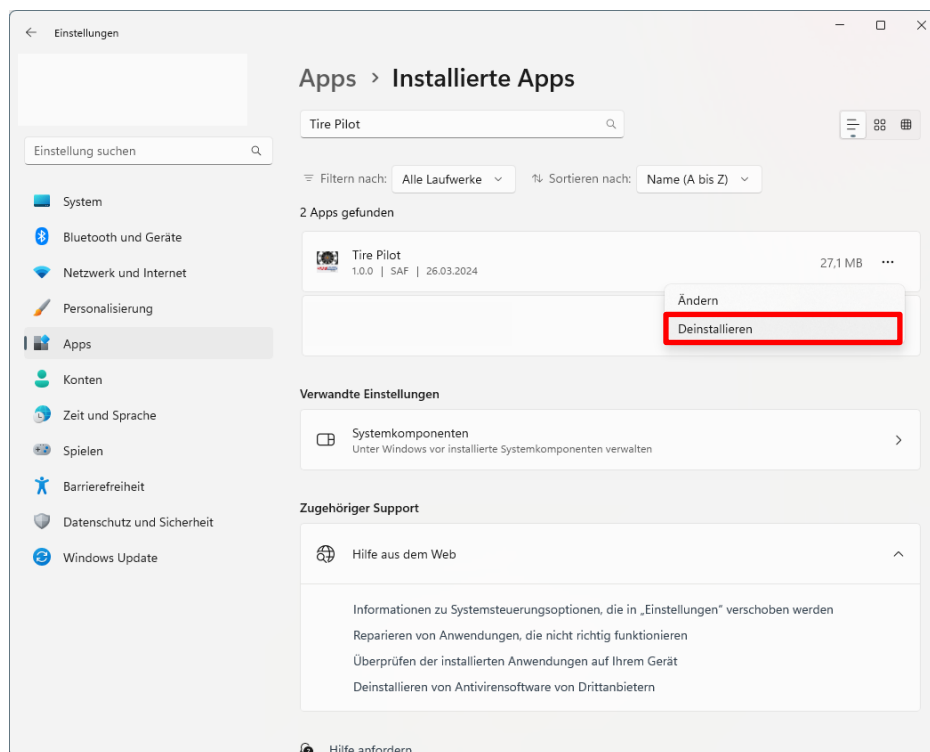 Einstellungen
Apps > Installierte Apps
Tire Pilot
Einstellung suchen
Filtern nach: Alle Laufwerke Sortieren nach: Name (A bis Z)
2 Apps gefunden
System
Bluetooth und Geräte
Netzwerk und Internet
Personalisierung
Apps
Konten
Zeit und Sprache
Spielen
Barrierefreiheit
Datenschutz und Sicherheit
Windows Update
Tire Pilot
1.0.0 | SAF | 26.03.2024
27,1 MB
Ändern
Deinstallieren
Verwandte Einstellungen
Systemkomponenten
Unter Windows vor installierte Systemkomponenten verwalten
Zugehöriger Support
Hilfe aus dem Web
Informationen zu Systemsteuerungsoptionen, die in „Einstellungen" verschoben werden
Reparieren von Anwendungen, die nicht richtig funktionieren
Überprüfen der installierten Anwendungen auf Ihrem Gerät
Deinstallieren von Antivirensoftware von Drittanbietern
Hilfe anfordern